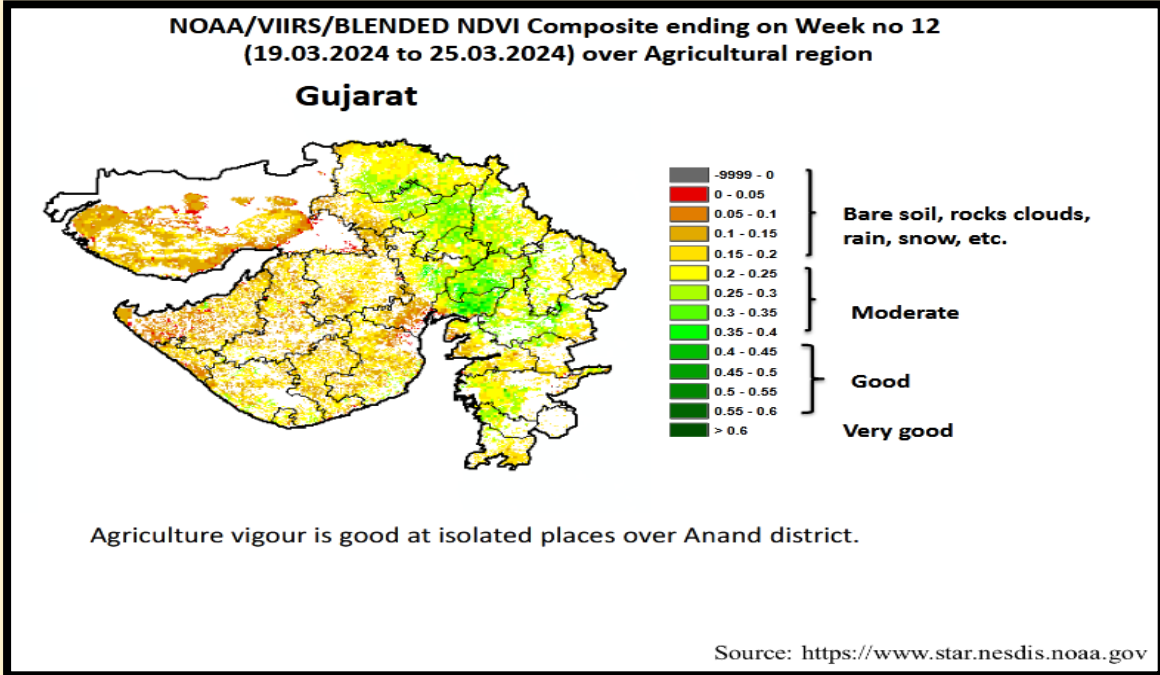 NOAA/VIIRS/BLENDED NDVI Composite ending on Week no 12
(19.03.2024 to 25.03.2024) over Agricultural region
Gujarat
-9999 - 0
0 - 0.05
0.05 - 0.1
0.1 - 0.15
0.15 - 0.2
0.2 - 0.25
0.25 - 0.3
0.3 - 0.35
0.35 - 0.4
0.4 - 0.45
0.45 - 0.5
0.5 - 0.55
0.55 - 0.6
> 0.6
Bare soil, rocks clouds,
rain, snow, etc.
Moderate
Good
Very good
Agriculture vigour is good at isolated places over Anand district.
Source: https://www.star.nesdis.noaa.gov